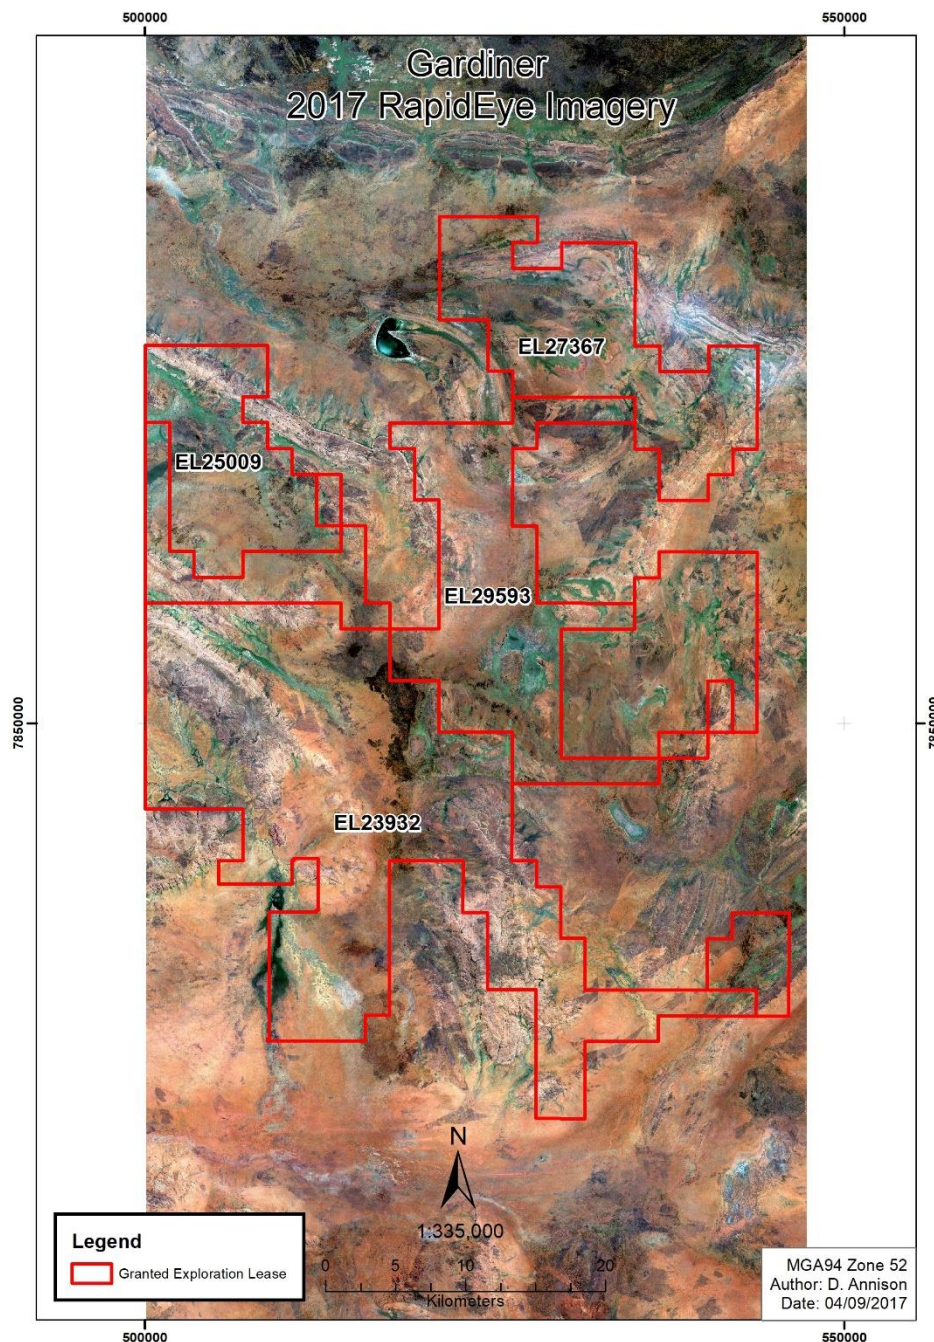 500000
550000
Gardiner
2017 RapidEye Imagery
EL27367
EL25009
EL29593
7850000
7850000
EL23932
N
1:335,000
0 5 10 20
Kilometers
Legend
Granted Exploration Lease
MGA94 Zone 52
Author: D. Annison
Date: 04/09/2017
500000
550000